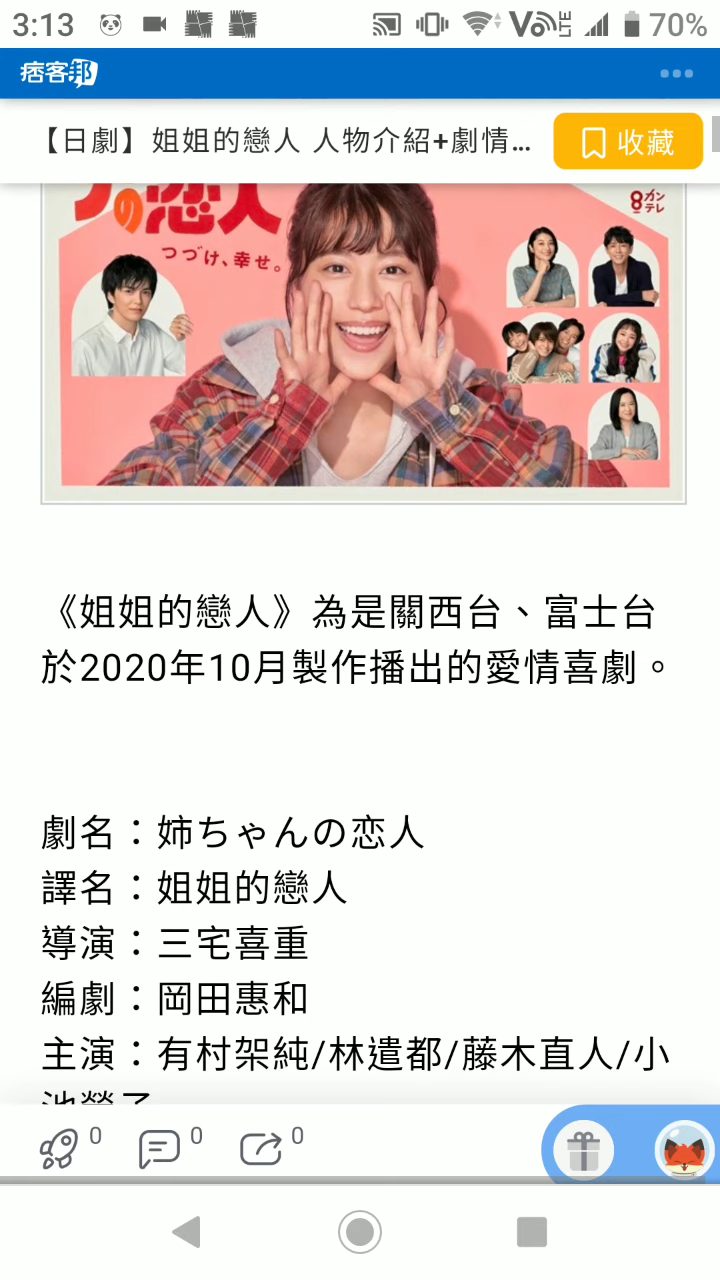 3:13
VoLTE
70%
痞客邦
【日劇】姐姐的戀人 人物介紹+劇情...
收藏
の恋人
8カンテレ
つづけ、幸せ。
《姐姐的戀人》為是關西台、富士台
於2020年10月製作播出的愛情喜劇。
劇名：姉ちゃんの恋人
譯名：姐姐的戀人
導演：三宅喜重
編劇：岡田惠和
主演：有村架純/林遣都/藤木直人/小
0
0
0